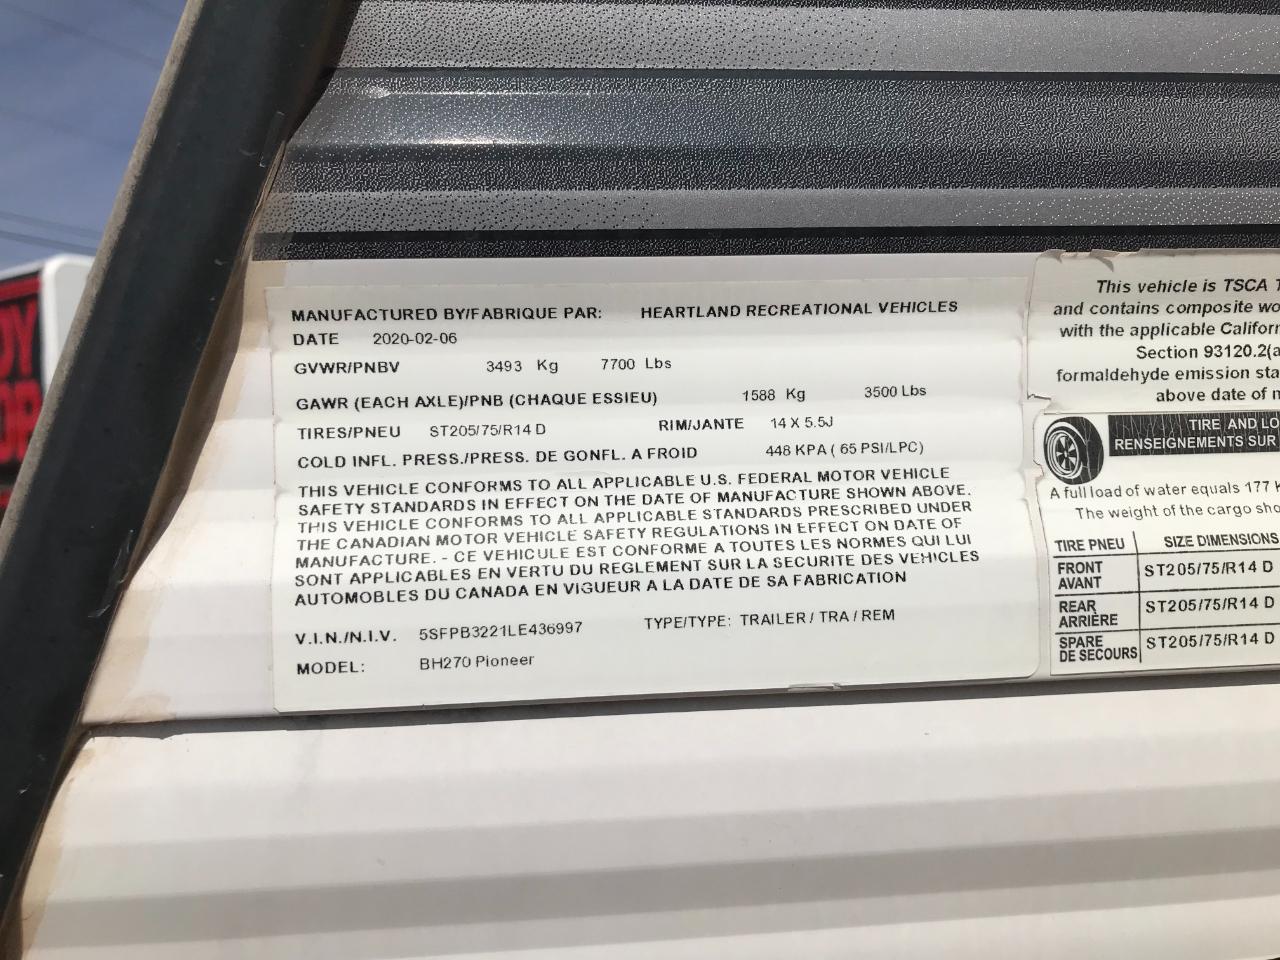 MANUFACTURED BY/FABRIQUE PAR: HEARTLAND RECREATIONAL VEHICLES
DATE 2020-02-06
GVWR/PNBV 3493 Kg 7700 Lbs
GAWR (EACH AXLE)/PNB (CHAQUE ESSIEU) 1588 Kg 3500 Lbs
TIRES/PNEU ST205/75/R14 D RIM/JANTE 14 X 5.5J
COLD INFL. PRESS./PRESS. DE GONFL. A FROID 448 KPA ( 65 PSI/LPC)
THIS VEHICLE CONFORMS TO ALL APPLICABLE U.S. FEDERAL MOTOR VEHICLE
SAFETY STANDARDS IN EFFECT ON THE DATE OF MANUFACTURE SHOWN ABOVE.
THIS VEHICLE CONFORMS TO ALL APPLICABLE STANDARDS PRESCRIBED UNDER
THE CANADIAN MOTOR VEHICLE SAFETY REGULATIONS IN EFFECT ON DATE OF
MANUFACTURE. - CE VEHICULE EST CONFORME A TOUTES LES NORMES QUI LUI
SONT APPLICABLES EN VERTU DU REGLEMENT SUR LA SECURITE DES VEHICLES
AUTOMOBLES DU CANADA EN VIGUEUR A LA DATE DE SA FABRICATION
V.I.N./N.I.V. 5SFPB3221LE436997 TYPE/TYPE: TRAILER / TRA / REM
MODEL: BH270 Pioneer
This vehicle is TSCA
and contains composite
with the applicable
Section 93120.2(a
formaldehyde emission
above date of
TIRE AND
RENSEIGNEMENTS SUR
A full load of water equals 177
The weight of the cargo
TIRE PNEU SIZE DIMENSIONS
FRONT
AVANT ST205/75/R14 D
REAR
ARRIÈRE ST205/75/R14 D
SPARE
DE SECOURS ST205/75/R14 D